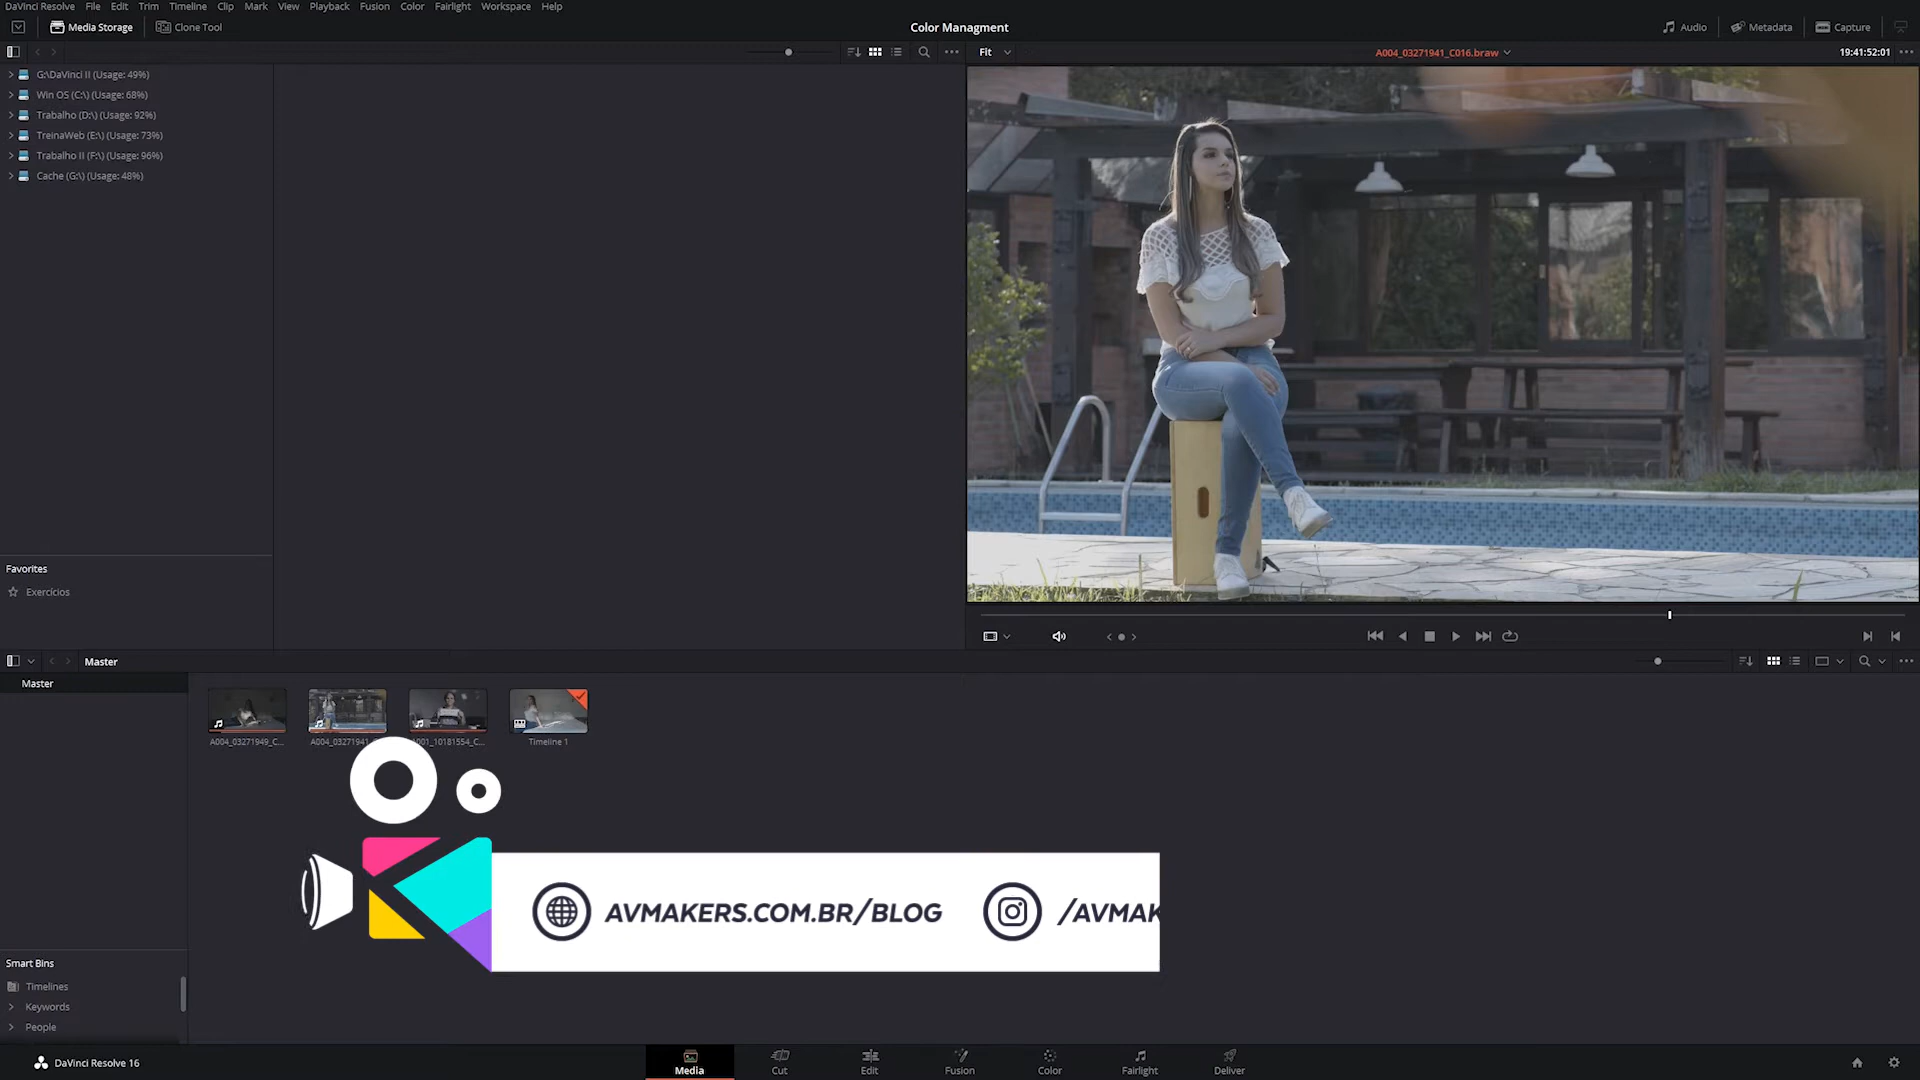 DaVinci Resolve File Edit Trim Timeline Clip Mark View Playback Fusion Color Fairlight Workspace Help
Media Storage Clone Tool Color Managment Audio Metadata Capture
Fit A004_03271941_C016.braw 19:41:52:01
G:\DaVinci II (Usage: 49%)
Win OS (C:\) (Usage: 68%)
Trabalho (D:\) (Usage: 92%)
TreinaWeb (E:\) (Usage: 73%)
Trabalho II (F:\) (Usage: 96%)
Cache (G:\) (Usage: 48%)
Favorites
Exercícios
Master
Master
A004_03271949_C... A004_03271941 001_10181554_C... Timeline 1
AVMAKERS.COM.BR/BLOG /AVMAK
Smart Bins
Timelines
Keywords
People
DaVinci Resolve 16 Media Cut Edit Fusion Color Fairlight Deliver